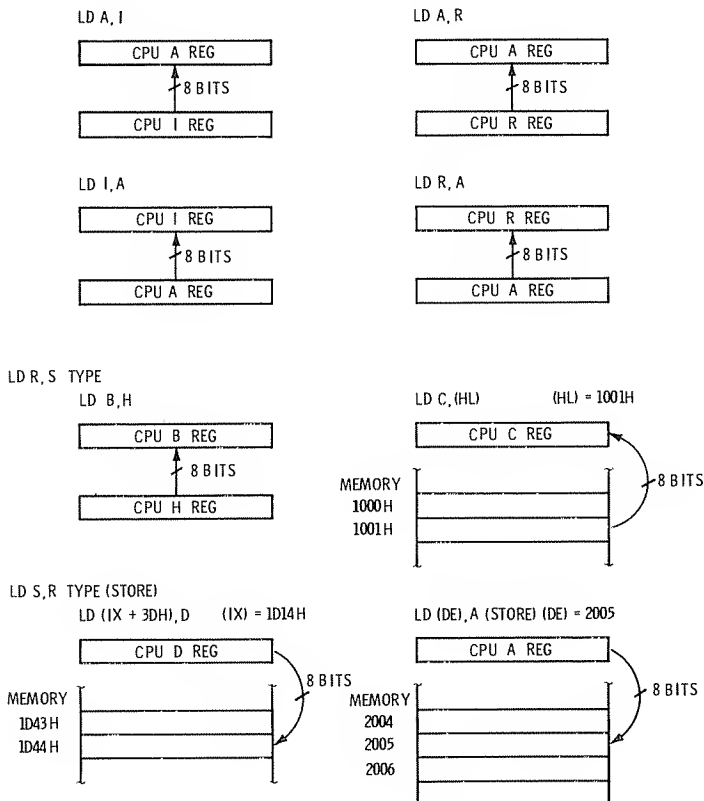 LD A,I
CPU A REG
8 BITS
CPU I REG
LD A,R
CPU A REG
8 BITS
CPU R REG
LD I,A
CPU I REG
8 BITS
CPU A REG
LD R,A
CPU R REG
8 BITS
CPU A REG
LD R,S TYPE
LD B,H
CPU B REG
8 BITS
CPU H REG
LD C,(HL) (HL) = 1001H
CPU C REG
8 BITS
MEMORY
1000H
1001H
LD S,R TYPE (STORE)
LD (IX + 3DH),D (IX) = 1D14H
CPU D REG
8 BITS
MEMORY
1D43H
1D44H
LD (DE),A (STORE) (DE) = 2005
CPU A REG
8 BITS
MEMORY
2004
2005
2006